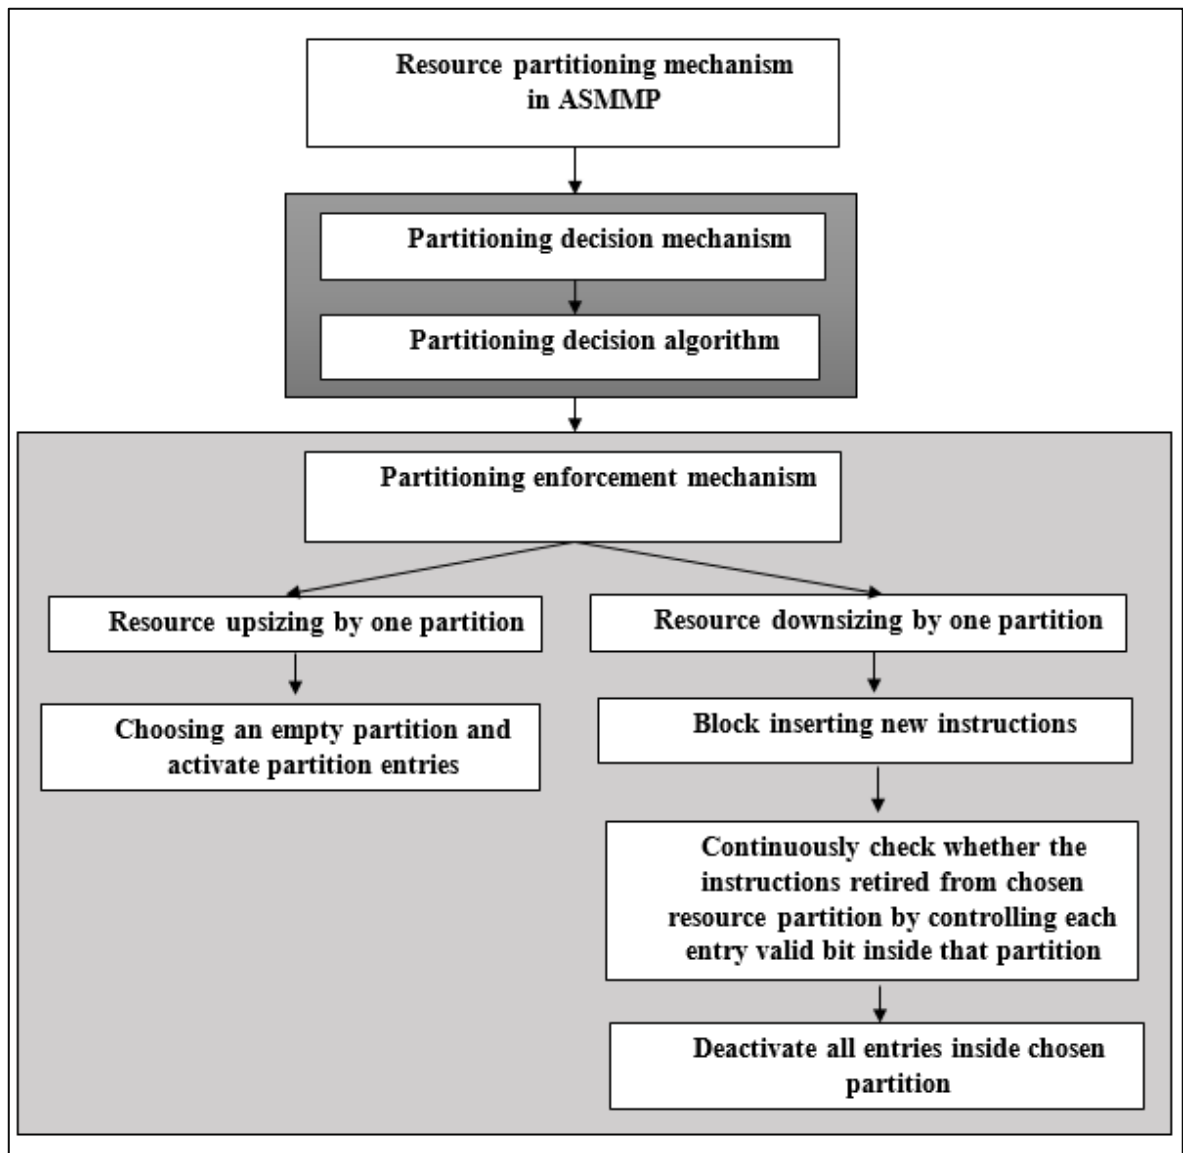 Resource partitioning mechanism
in ASMMP
Partitioning decision mechanism
Partitioning decision algorithm
Partitioning enforcement mechanism
Resource upsizing by one partition
Choosing an empty partition and
activate partition entries
Resource downsizing by one partition
Block inserting new instructions
Continuously check whether the
instructions retired from chosen
resource partition by controlling each
entry valid bit inside that partition
Deactivate all entries inside chosen
partition